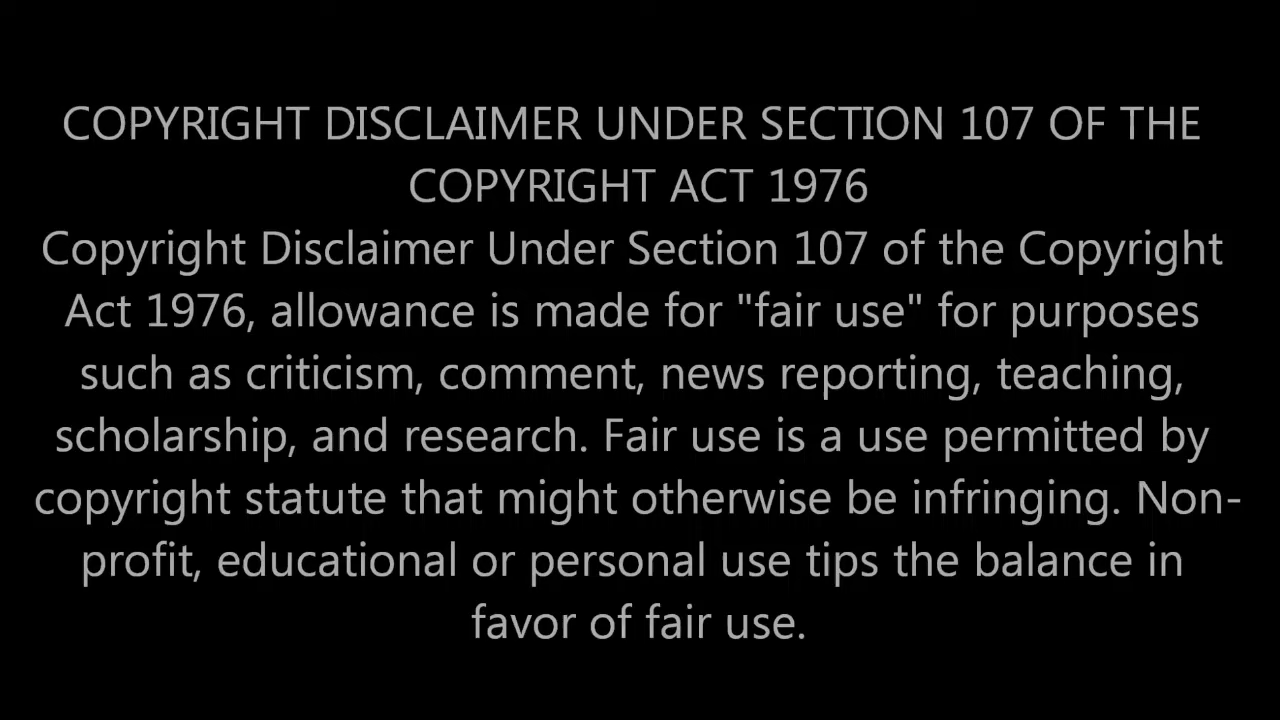 COPYRIGHT DISCLAIMER UNDER SECTION 107 OF THE
COPYRIGHT ACT 1976
Copyright Disclaimer Under Section 107 of the Copyright
Act 1976, allowance is made for "fair use" for purposes
such as criticism, comment, news reporting, teaching,
scholarship, and research. Fair use is a use permitted by
copyright statute that might otherwise be infringing. Non-
profit, educational or personal use tips the balance in
favor of fair use.